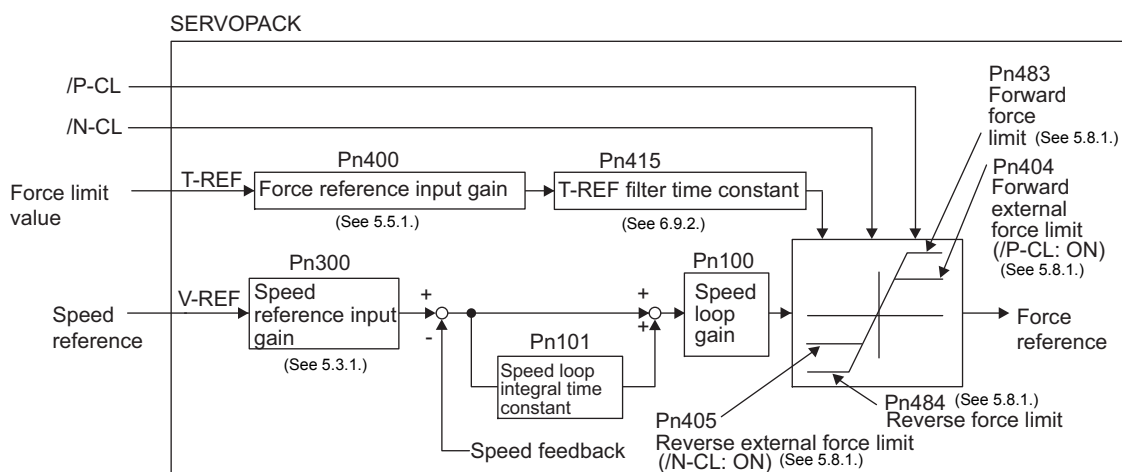 SERVOPACK
/P-CL
/N-CL
Force limit
value
T-REF
Pn400
Force reference input gain
(See 5.5.1.)
Pn415
T-REF filter time constant
(See 6.9.2.)
Pn483
Forward
force
limit (See 5.8.1.)
Pn404
Forward
external
force limit
(/P-CL: ON)
(See 5.8.1.)
Speed
reference
V-REF
Pn300
Speed
reference input
gain
(See 5.3.1.)
+
-
Pn101
Speed loop
integral time
constant
Speed feedback
+
+
Pn100
Speed
loop
gain
Force
reference
Pn484 (See 5.8.1.)
Reverse force limit
Pn405
Reverse external force limit
(/N-CL: ON) (See 5.8.1.)